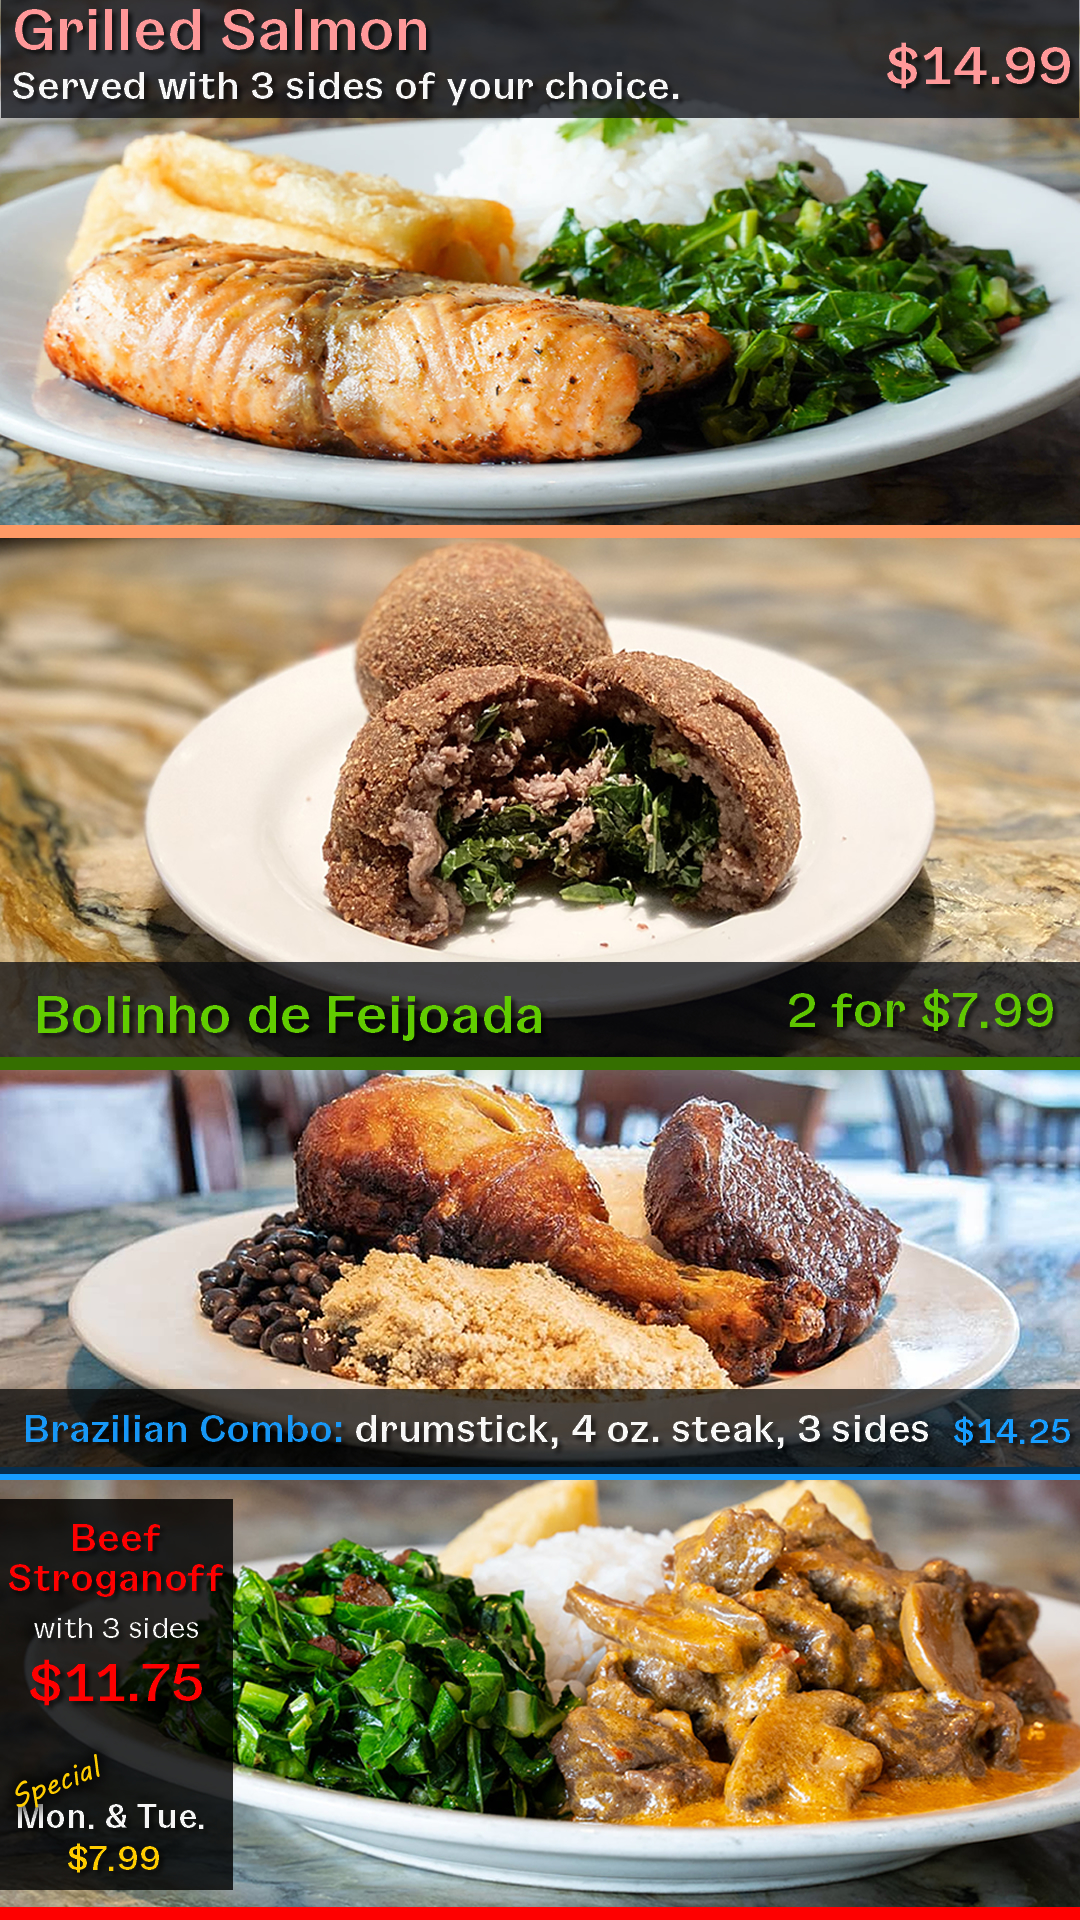 Grilled Salmon
Served with 3 sides of your choice.
$14.99
Bolinho de Feijoada
2 for $7.99
Brazilian Combo: drumstick, 4 oz. steak, 3 sides $14.25
Beef
Stroganoff
with 3 sides
$11.75
Special
Mon. & Tue.
$7.99